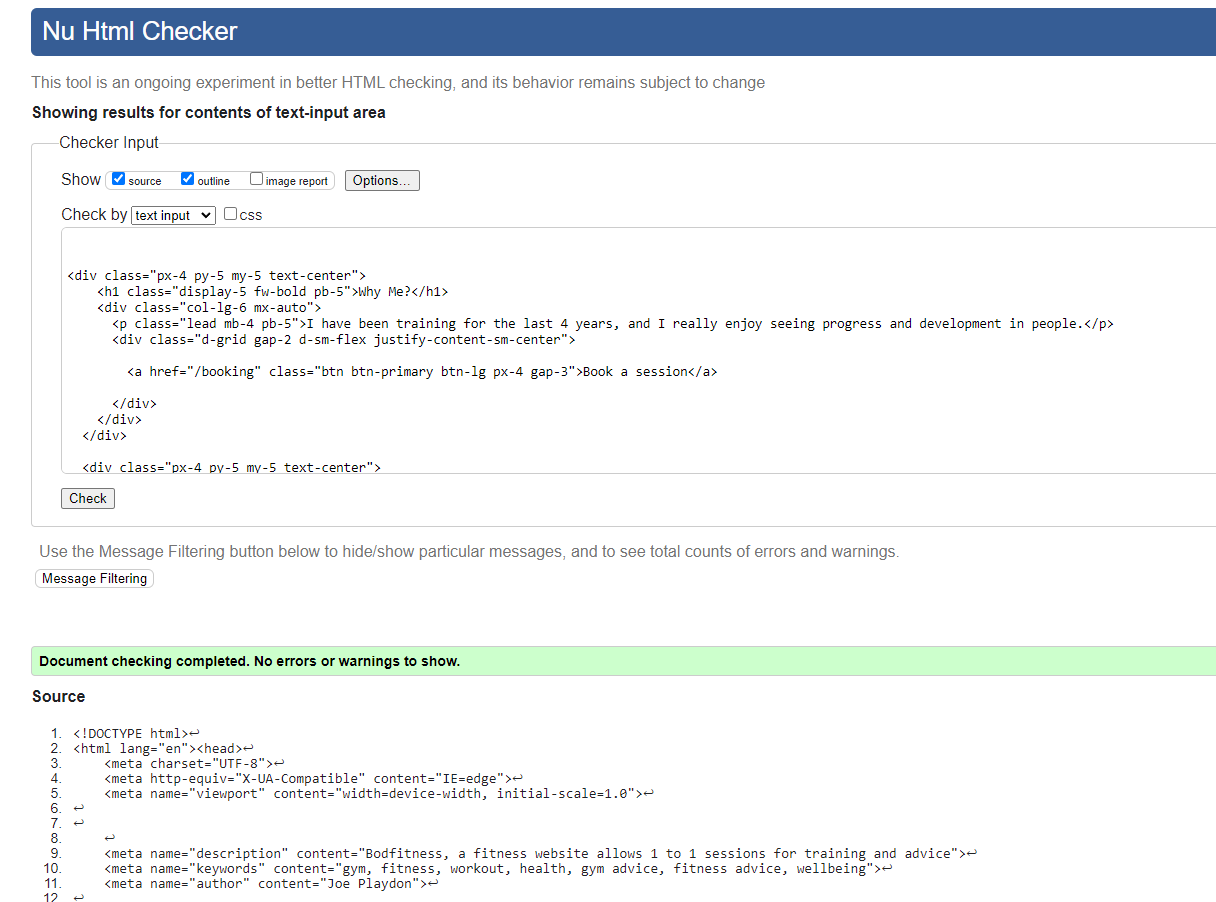 Nu Html Checker
This tool is an ongoing experiment in better HTML checking, and its behavior remains subject to change
Showing results for contents of text-input area
Checker Input
Show source outline image report Options...
Check by text input css
<div class="px-4 py-5 my-5 text-center">
<h1 class="display-5 fw-bold pb-5">Why Me?</h1>
<div class="col-lg-6 mx-auto">
<p class="lead mb-4 pb-5">I have been training for the last 4 years, and I really enjoy seeing progress and development in people.</p>
<div class="d-grid gap-2 d-sm-flex justify-content-sm-center">
<a href="/booking" class="btn btn-primary btn-lg px-4 gap-3">Book a session</a>
</div>
</div>
</div>
<div class="px-4 py-5 my-5 text-center">
Check
Use the Message Filtering button below to hide/show particular messages, and to see total counts of errors and warnings.
Message Filtering
Document checking completed. No errors or warnings to show.
Source
1. <!DOCTYPE html>↩
2. <html lang="en"><head>↩
3. <meta charset="UTF-8">↩
4. <meta http-equiv="X-UA-Compatible" content="IE=edge">↩
5. <meta name="viewport" content="width=device-width, initial-scale=1.0">↩
6. ↩
7. ↩
8. ↩
9. <meta name="description" content="Bodfitness, a fitness website allows 1 to 1 sessions for training and advice">↩
10. <meta name="keywords" content="gym, fitness, workout, health, gym advice, fitness advice, wellbeing">↩
11. <meta name="author" content="Joe Playdon">↩
12 ↩